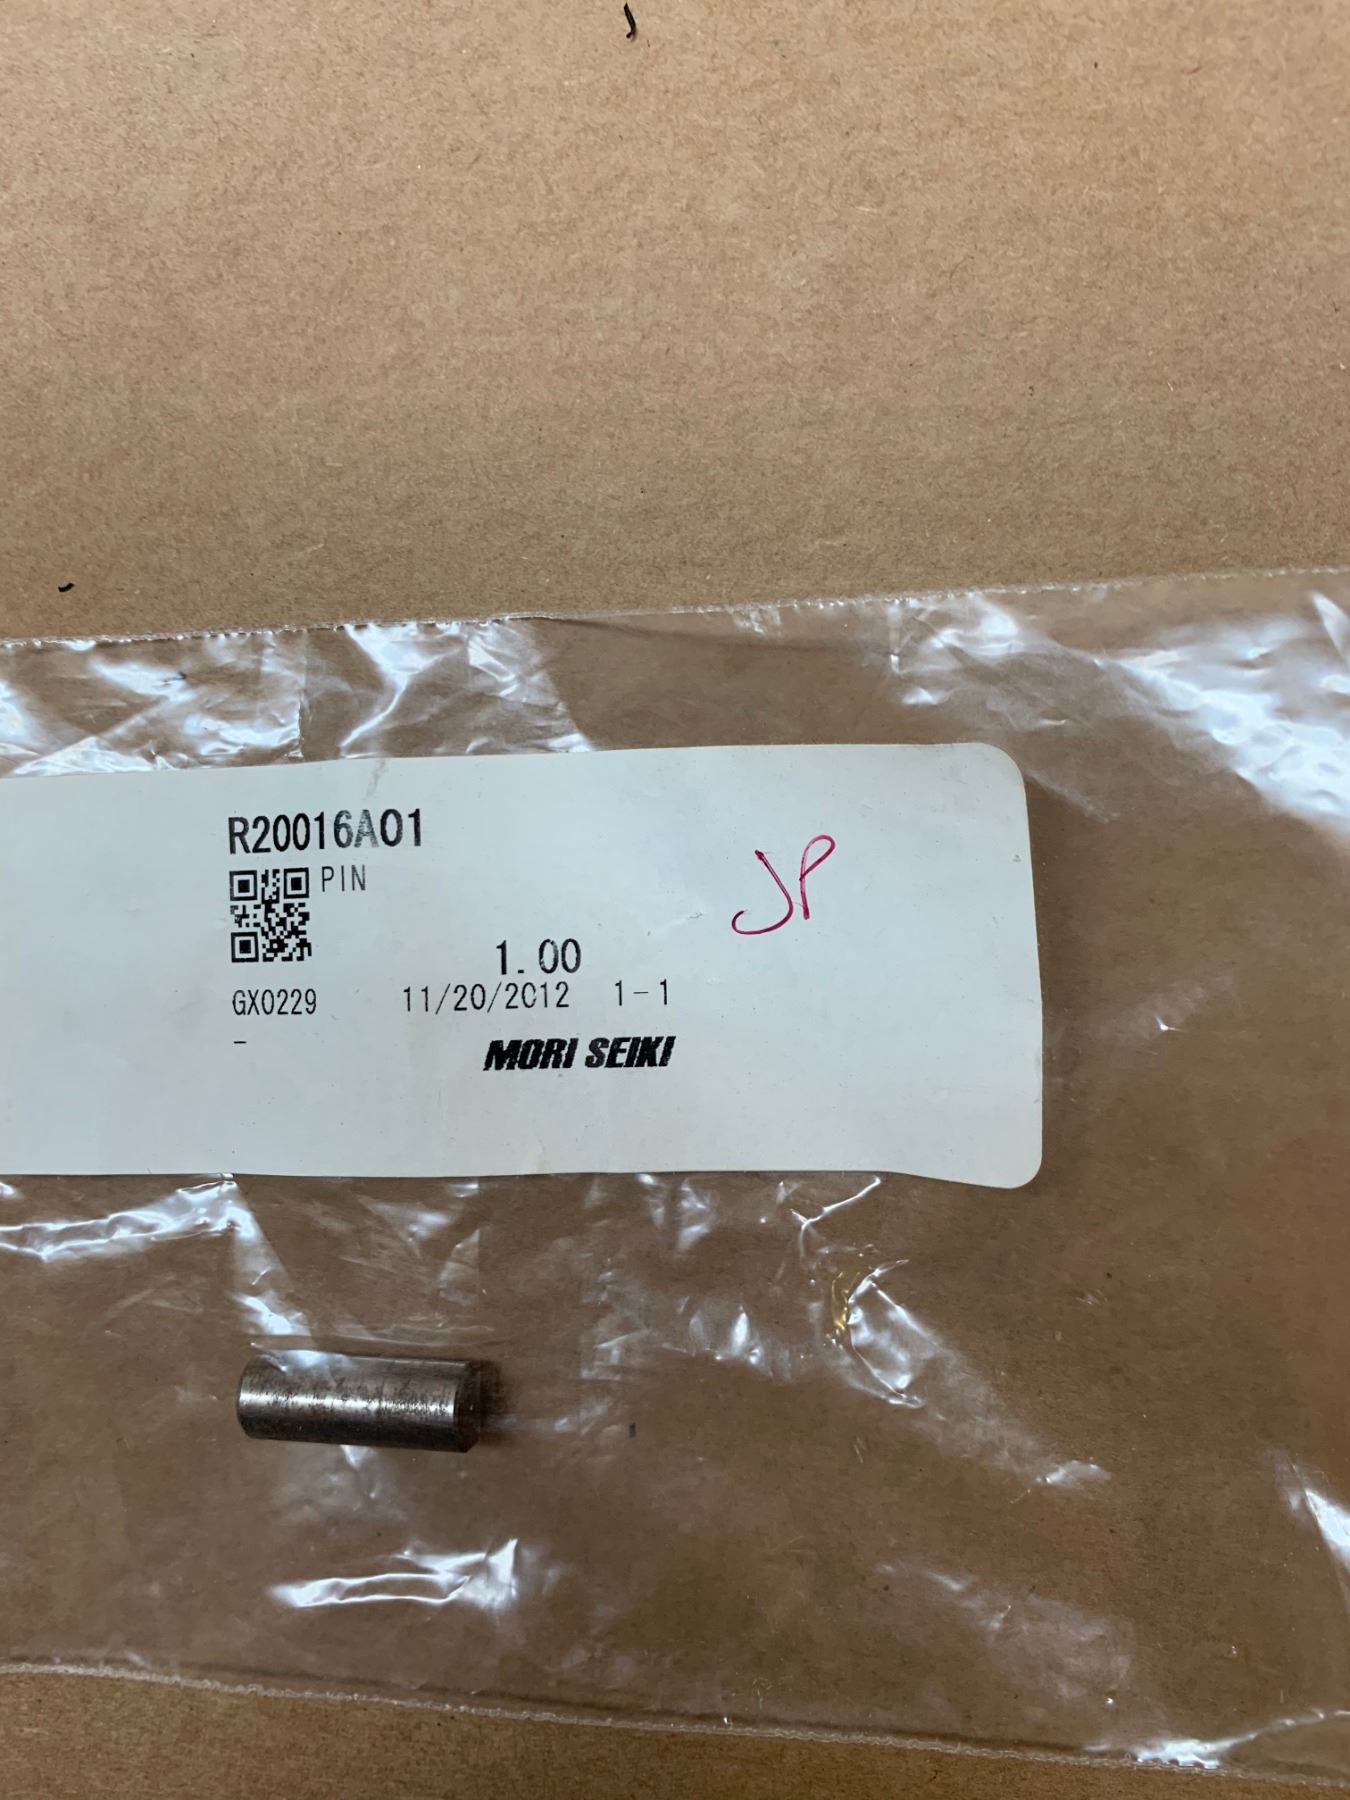 R20016A01
PIN
JP
1.00
GX0229 11/20/2012 1-1
-
MORI SEIKI